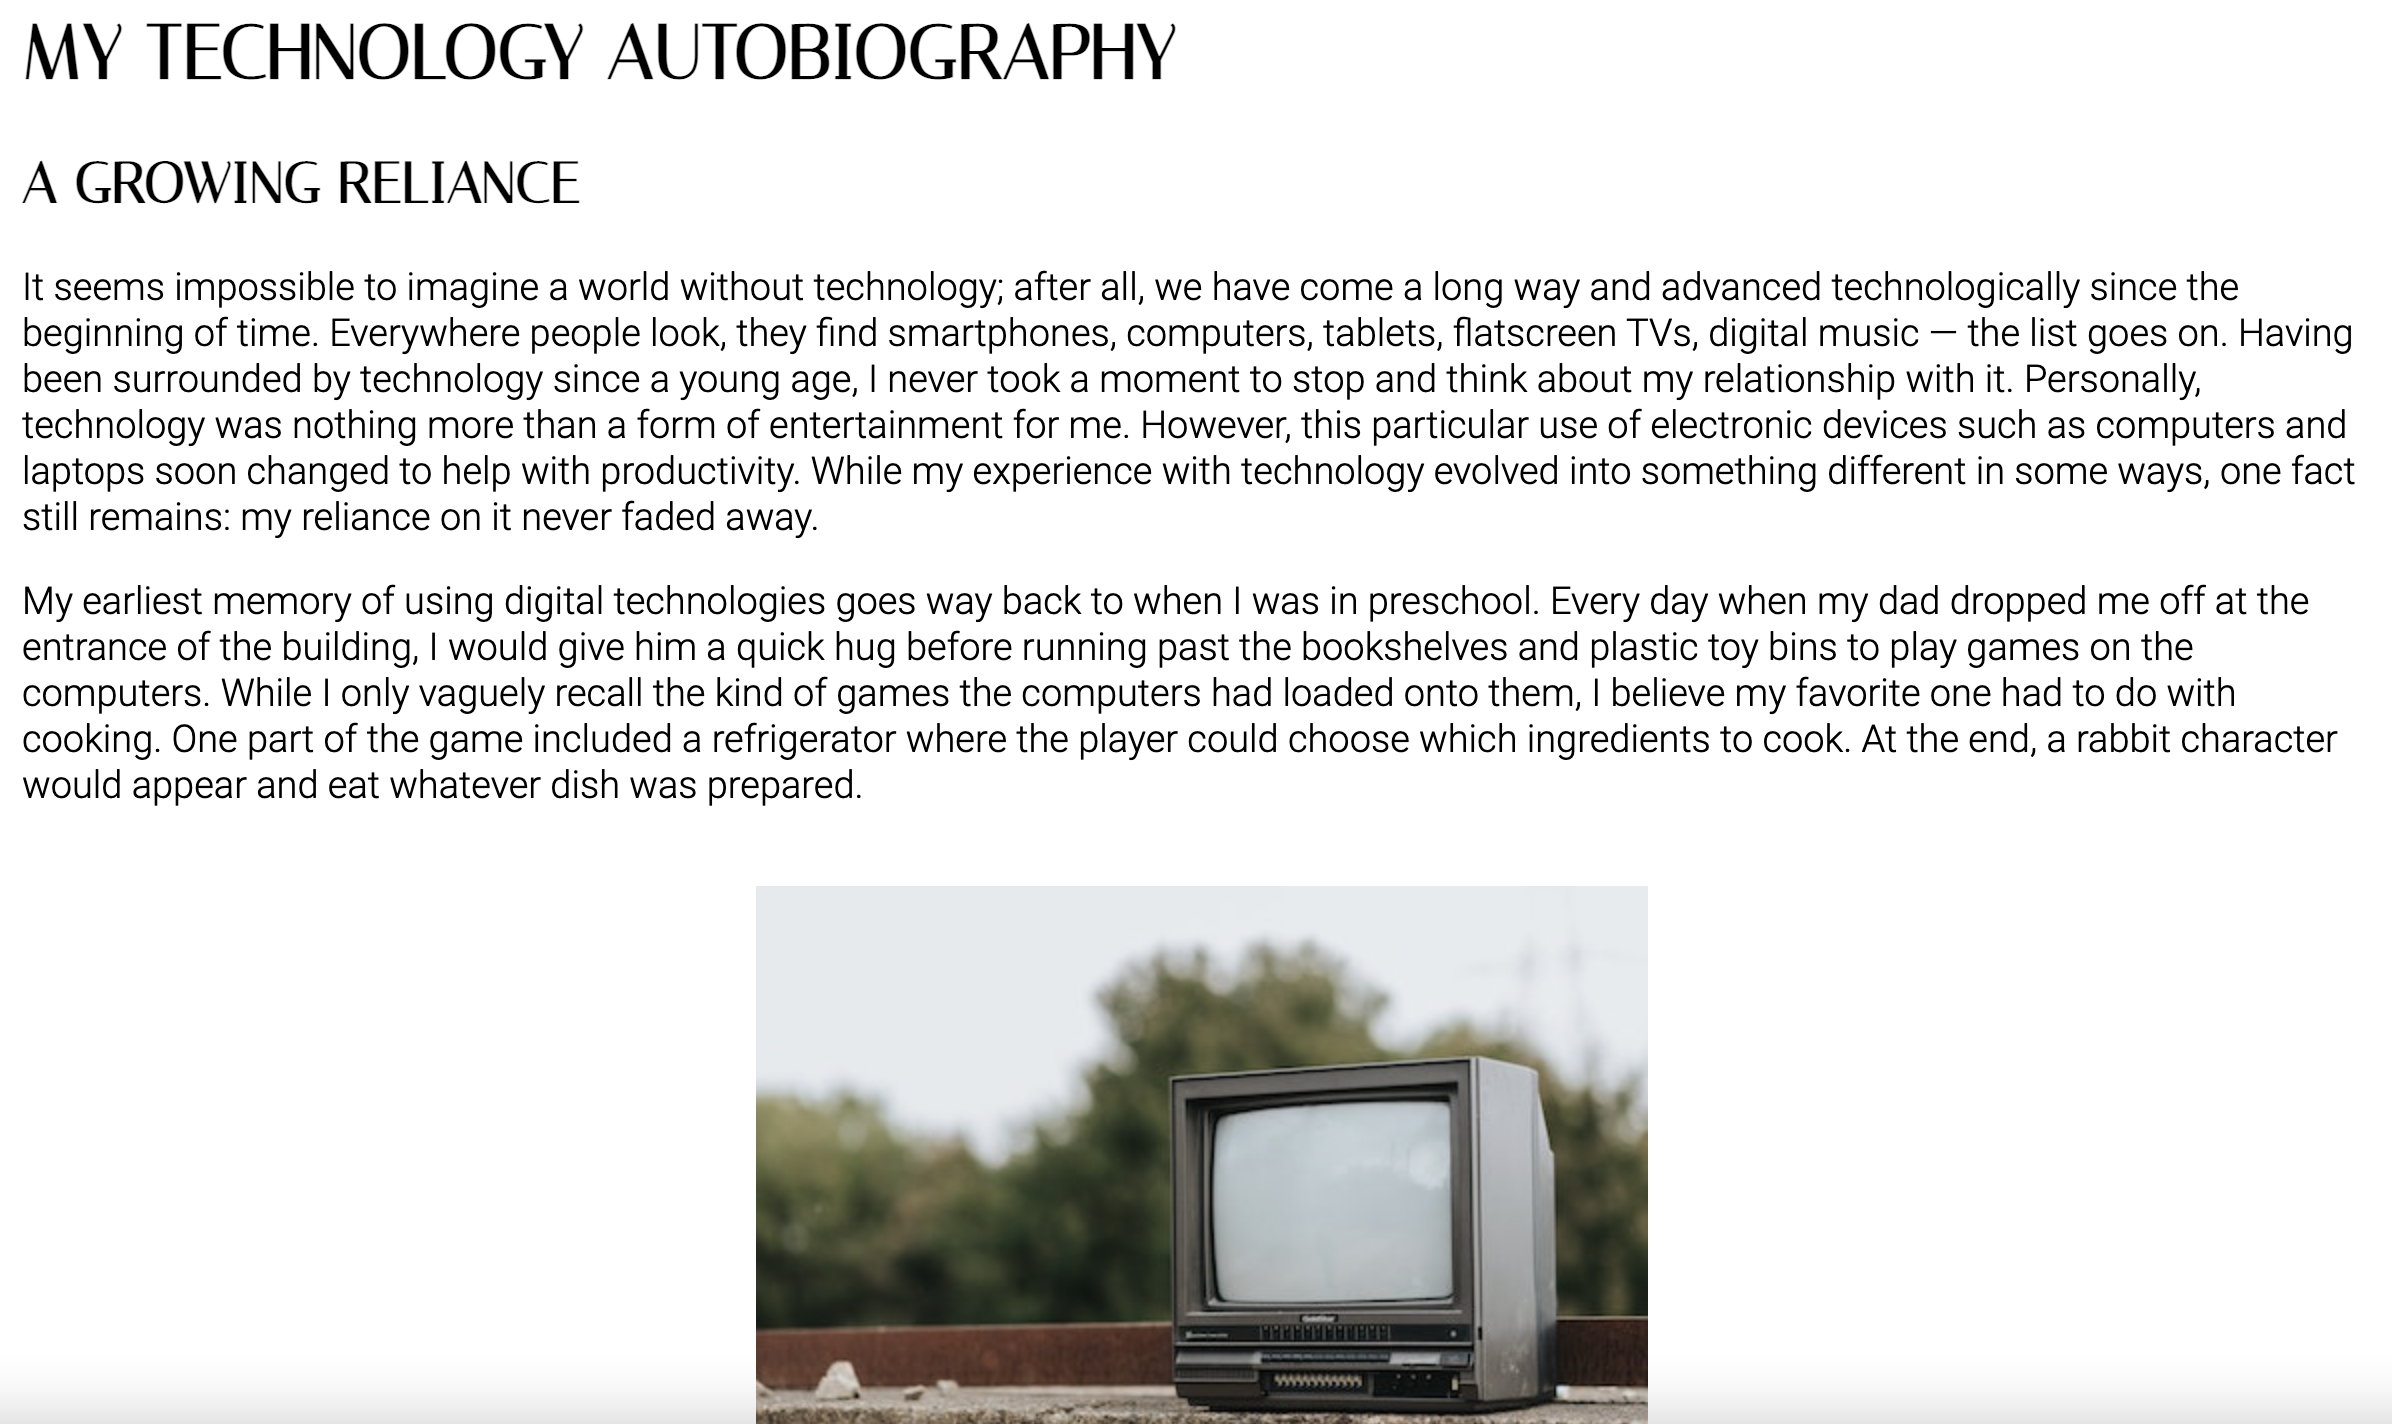 MY TECHNOLOGY AUTOBIOGRAPHY
A GROWING RELIANCE
It seems impossible to imagine a world without technology; after all, we have come a long way and advanced technologically since the
beginning of time. Everywhere people look, they find smartphones, computers, tablets, flatscreen TVs, digital music — the list goes on. Having
been surrounded by technology since a young age, I never took a moment to stop and think about my relationship with it. Personally,
technology was nothing more than a form of entertainment for me. However, this particular use of electronic devices such as computers and
laptops soon changed to help with productivity. While my experience with technology evolved into something different in some ways, one fact
still remains: my reliance on it never faded away.
My earliest memory of using digital technologies goes way back to when I was in preschool. Every day when my dad dropped me off at the
entrance of the building, I would give him a quick hug before running past the bookshelves and plastic toy bins to play games on the
computers. While I only vaguely recall the kind of games the computers had loaded onto them, I believe my favorite one had to do with
cooking. One part of the game included a refrigerator where the player could choose which ingredients to cook. At the end, a rabbit character
would appear and eat whatever dish was prepared.
GoldStar